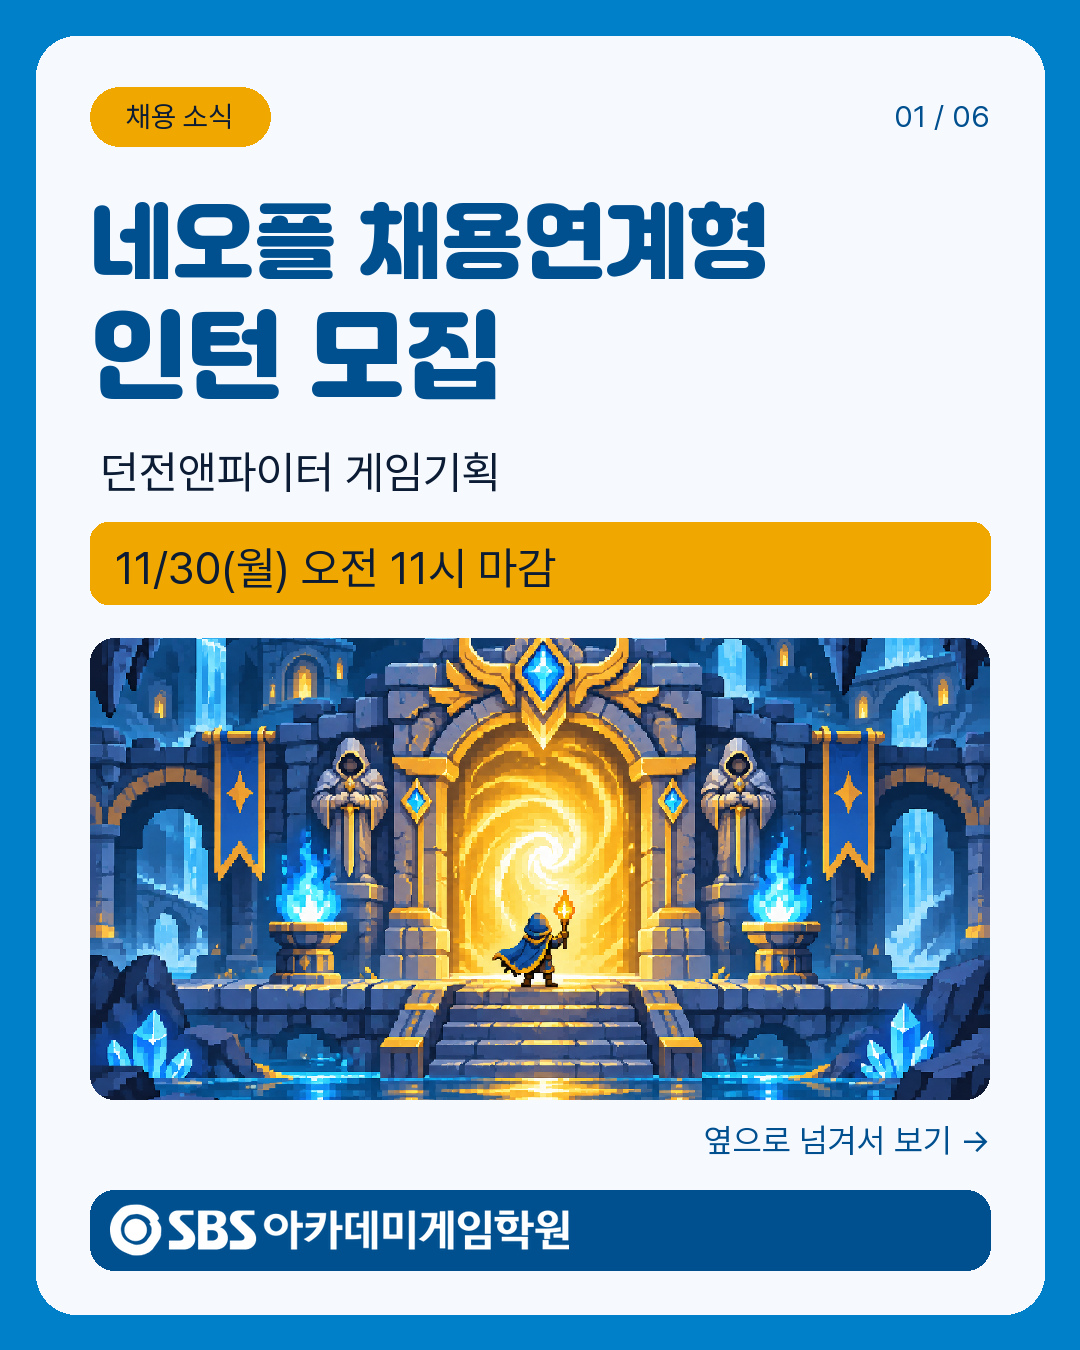 채용 소식
01 / 06
네오플 채용연계형
인턴 모집
던전앤파이터 게임기획
11/30(월) 오전 11시 마감
옆으로 넘겨서 보기 →
SBS 아카데미게임학원